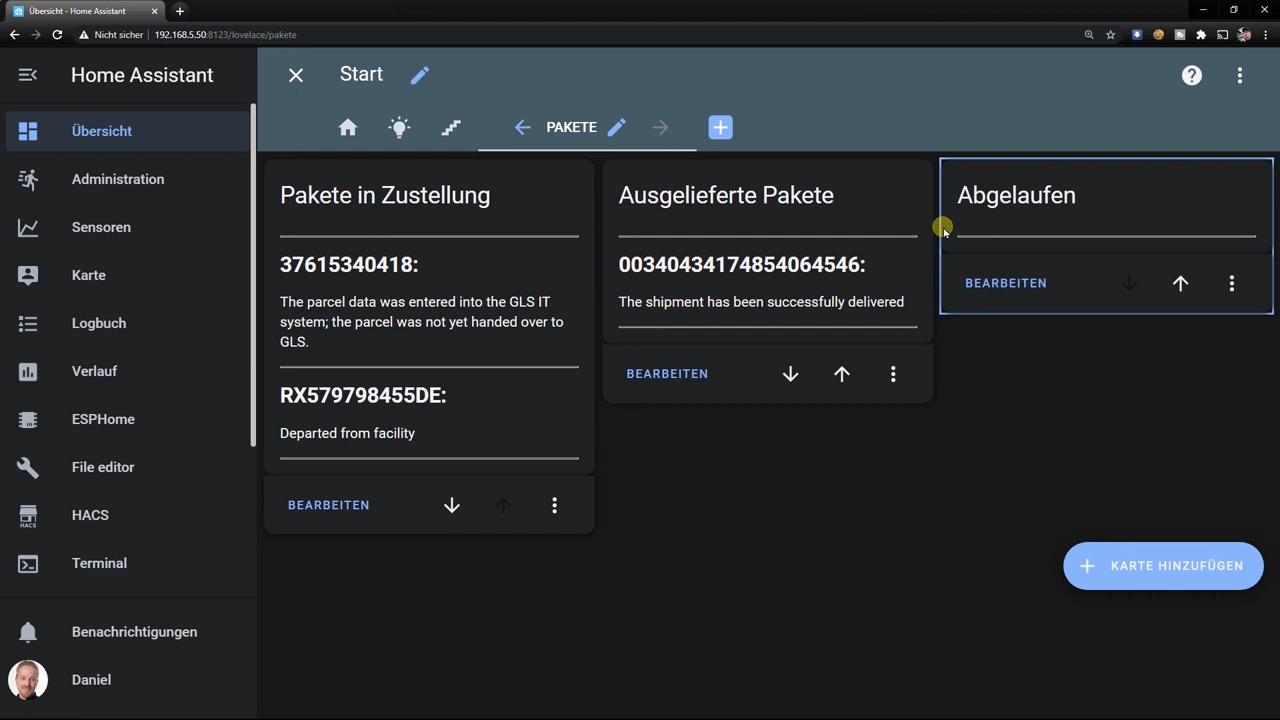 Übersicht - Home Assistant
Nicht sicher
192.168.5.50:8123/lovelace/pakete
Home Assistant
Start
Übersicht
PAKETE
Administration
Sensoren
Karte
Logbuch
Verlauf
ESPHome
File editor
HACS
HACS
Terminal
Benachrichtigungen
Daniel
Pakete in Zustellung
37615340418:
The parcel data was entered into the GLS IT
system; the parcel was not yet handed over to
GLS.
RX579798455DE:
Departed from facility
BEARBEITEN
Ausgelieferte Pakete
00340434174854064546:
The shipment has been successfully delivered
BEARBEITEN
Abgelaufen
BEARBEITEN
KARTE HINZUFÜGEN